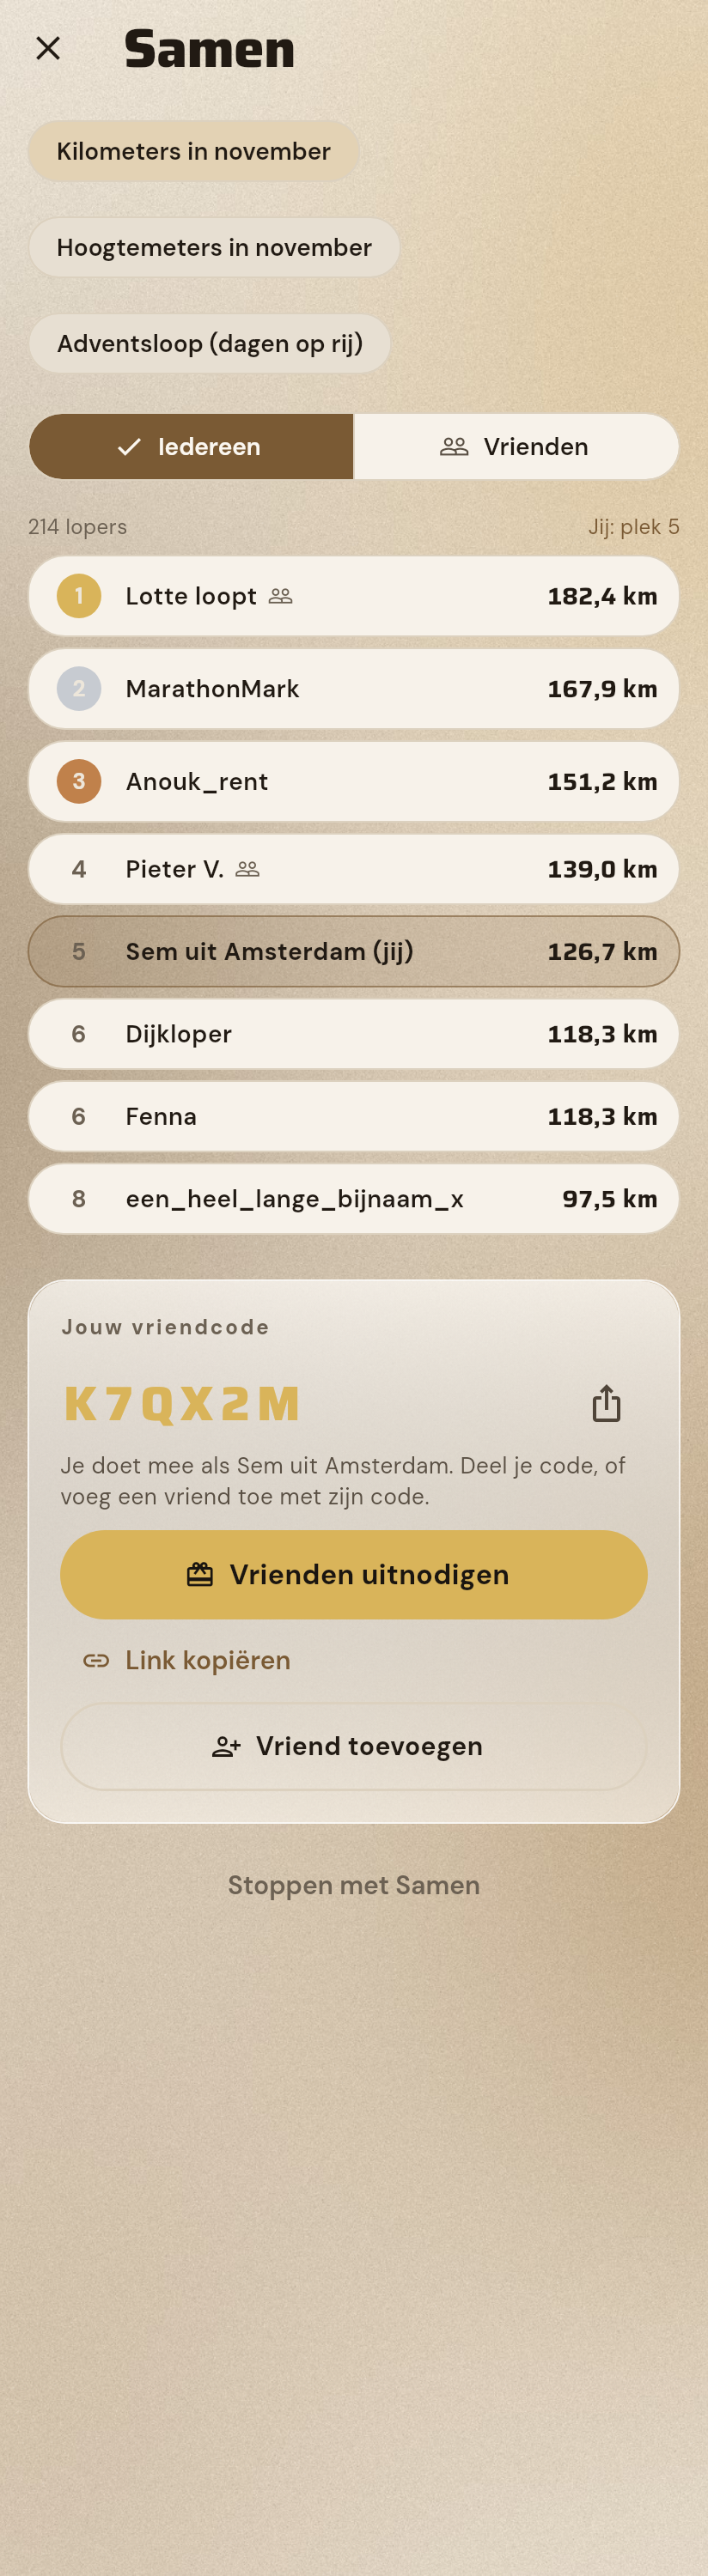 Samen
Kilometers in november
Hoogtemeters in november
Adventsloop (dagen op rij)
Iedereen
Vrienden
214 lopers
Jij: plek 5
1 Lotte loopt 182,4 km
2 MarathonMark 167,9 km
3 Anouk_rent 151,2 km
4 Pieter V. 139,0 km
5 Sem uit Amsterdam (jij) 126,7 km
6 Dijkloper 118,3 km
6 Fenna 118,3 km
8 een_heel_lange_bijnaam_x 97,5 km
Jouw vriendcode
K7QX2M
Je doet mee als Sem uit Amsterdam. Deel je code, of
voeg een vriend toe met zijn code.
Vrienden uitnodigen
Link kopiëren
Vriend toevoegen
Stoppen met Samen